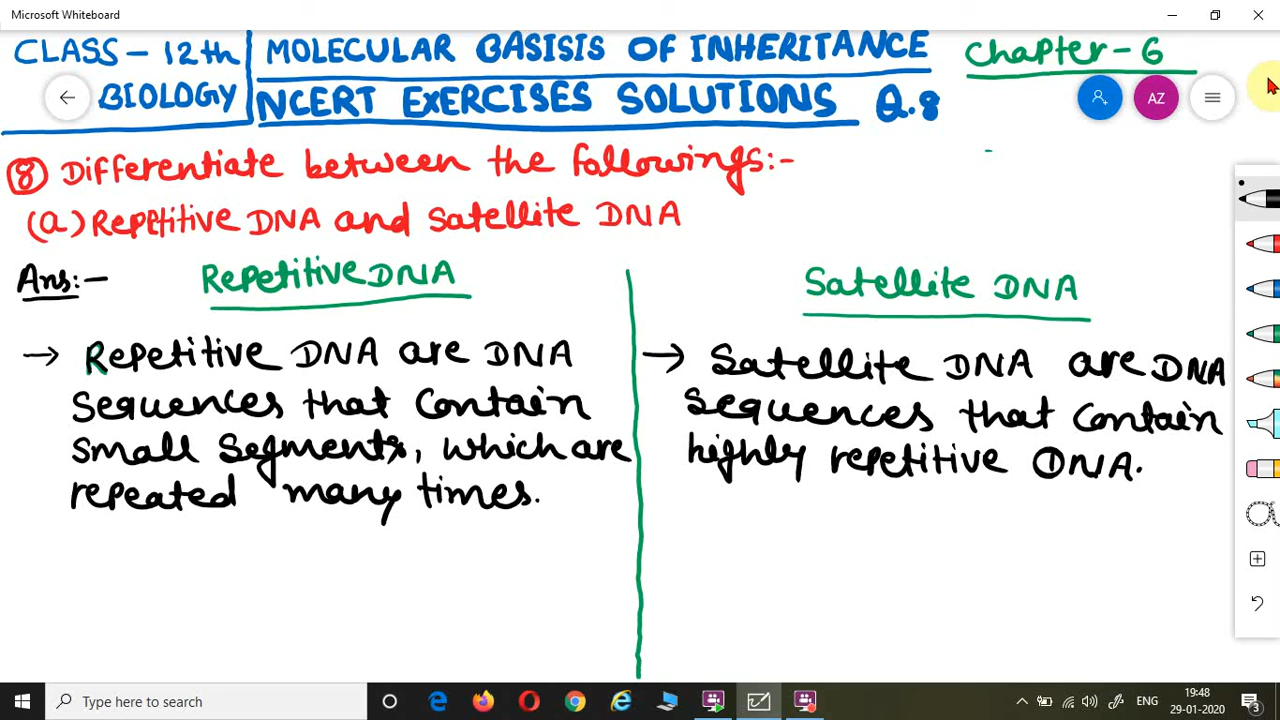 Microsoft Whiteboard
CLASS - 12th
BIOLOGY
MOLECULAR BASISIS OF INHERITANCE
NCERT EXERCISES SOLUTIONS Q.8
Chapter - 6
AZ
⑧ Differentiate between the followings:-
(a) Repetitive DNA and Satellite DNA
Ans:-
Repetitive DNA
→ Repetitive DNA are DNA
sequences that contain
small segments, which are
repeated many times.
Satellite DNA
→ Satellite DNA are DNA
sequences that contain
highly repetitive DNA.
Type here to search
ENG
19:48
29-01-2020
3